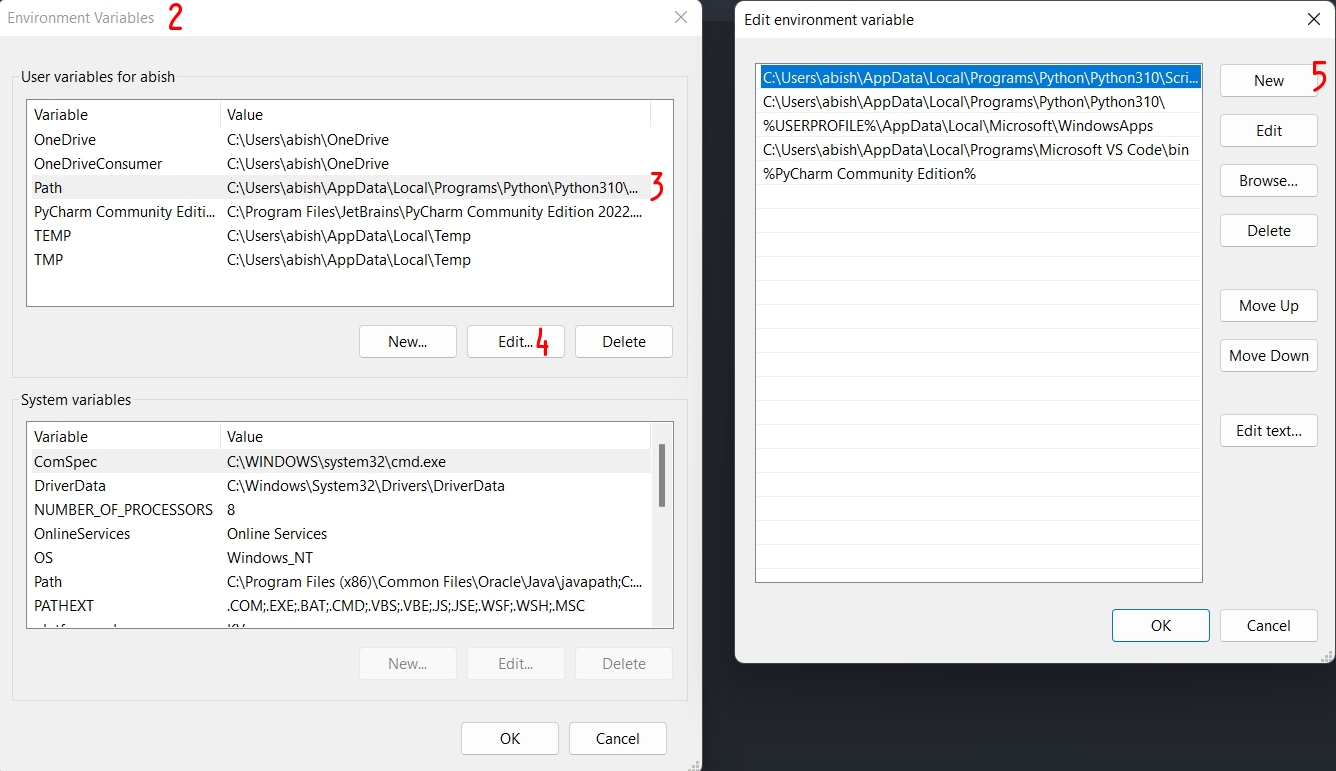 Environment Variables 2
User variables for abish
Variable Value
OneDrive C:\Users\abish\OneDrive
OneDriveConsumer C:\Users\abish\OneDrive
Path C:\Users\abish\AppData\Local\Programs\Python\Python310\... 3
PyCharm Community Editi... C:\Program Files\JetBrains\PyCharm Community Edition 2022....
TEMP C:\Users\abish\AppData\Local\Temp
TMP C:\Users\abish\AppData\Local\Temp
New... Edit... 4 Delete
System variables
Variable Value
ComSpec C:\WINDOWS\system32\cmd.exe
DriverData C:\Windows\System32\Drivers\DriverData
NUMBER_OF_PROCESSORS 8
OnlineServices Online Services
OS Windows_NT
Path C:\Program Files (x86)\Common Files\Oracle\Java\javapath;C:...
PATHEXT .COM;.EXE;.BAT;.CMD;.VBS;.VBE;.JS;.JSE;.WSF;.WSH;.MSC
New... Edit... Delete
OK Cancel
Edit environment variable
C:\Users\abish\AppData\Local\Programs\Python\Python310\Scri...
C:\Users\abish\AppData\Local\Programs\Python\Python310\
%USERPROFILE%\AppData\Local\Microsoft\WindowsApps
C:\Users\abish\AppData\Local\Programs\Microsoft VS Code\bin
%PyCharm Community Edition%
New 5
Edit
Browse...
Delete
Move Up
Move Down
Edit text...
OK Cancel